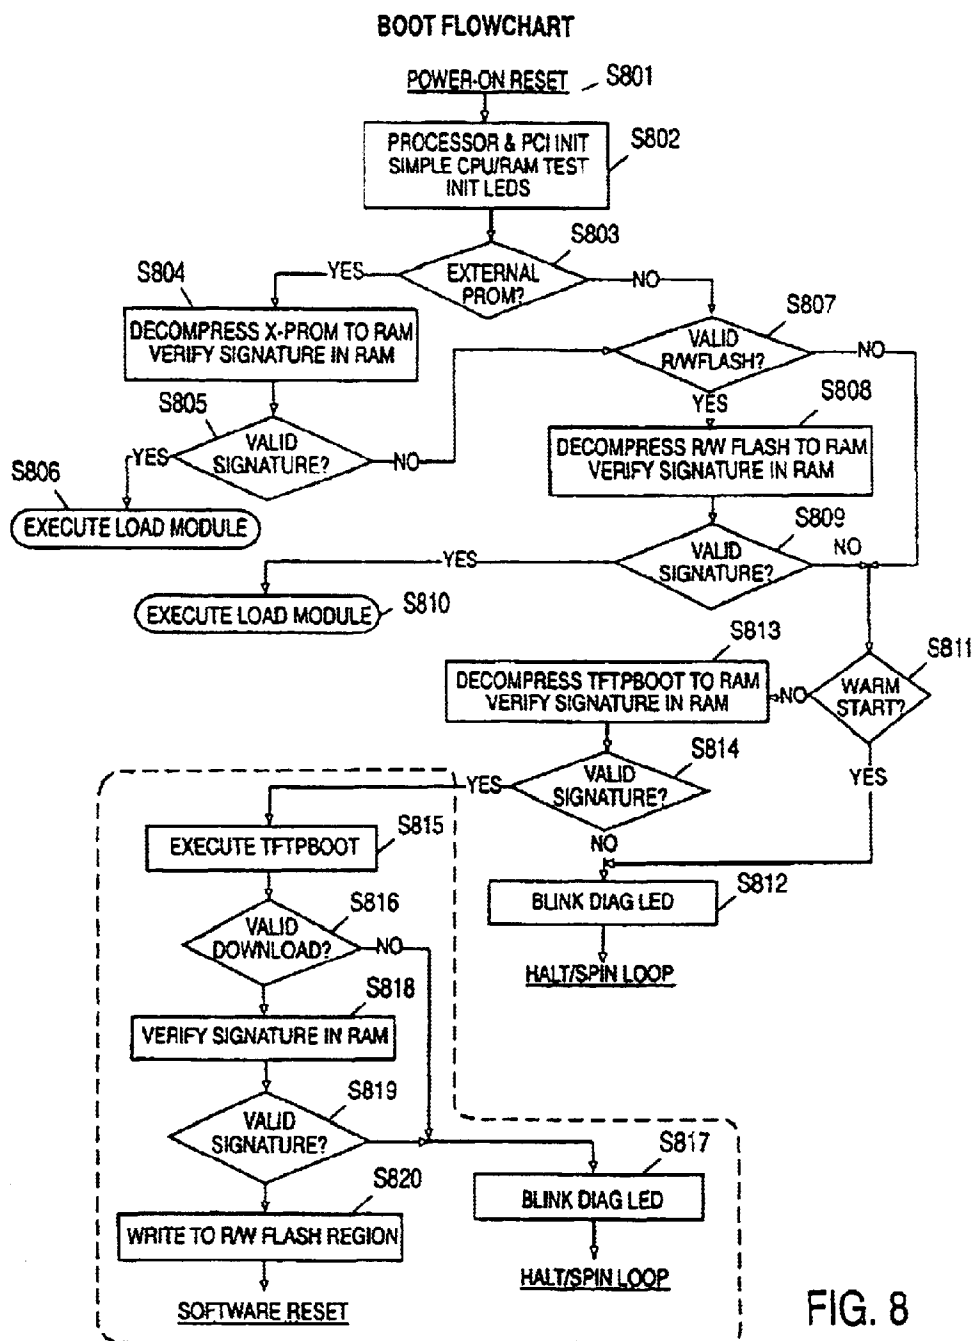 BOOT FLOWCHART
POWER-ON RESET
S801
PROCESSOR & PCI INIT
SIMPLE CPU/RAM TEST
INIT LEDS
S802
S803
EXTERNAL
PROM?
YES
NO
S804
DECOMPRESS X-PROM TO RAM
VERIFY SIGNATURE IN RAM
S807
VALID
R/WFLASH?
NO
YES
S805
VALID
SIGNATURE?
YES
NO
S808
DECOMPRESS R/W FLASH TO RAM
VERIFY SIGNATURE IN RAM
S806
EXECUTE LOAD MODULE
S809
VALID
SIGNATURE?
NO
YES
S810
EXECUTE LOAD MODULE
S811
WARM
START?
NO
YES
S813
DECOMPRESS TFTPBOOT TO RAM
VERIFY SIGNATURE IN RAM
S814
VALID
SIGNATURE?
YES
NO
S815
EXECUTE TFTPBOOT
S812
BLINK DIAG LED
HALT/SPIN LOOP
S816
VALID
DOWNLOAD?
NO
S818
VERIFY SIGNATURE IN RAM
S819
VALID
SIGNATURE?
S817
BLINK DIAG LED
HALT/SPIN LOOP
S820
WRITE TO R/W FLASH REGION
SOFTWARE RESET
FIG. 8